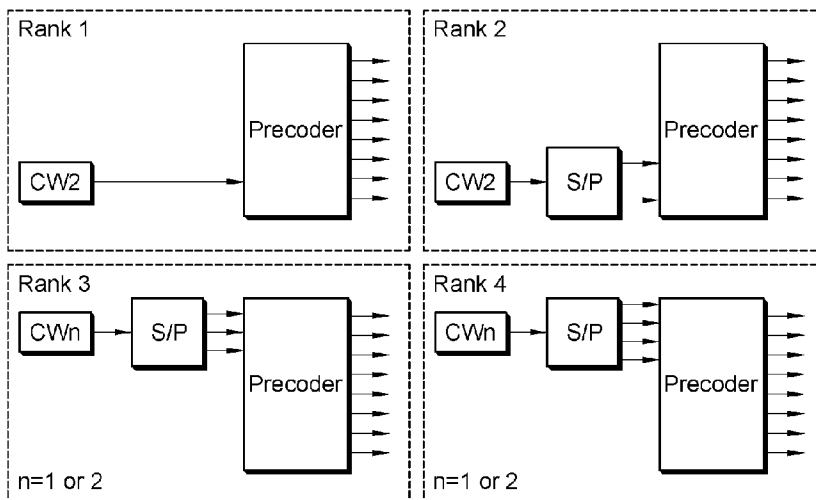 Rank 1
Precoder
CW2
Rank 2
Precoder
CW2
S/P
Rank 3
CWn
S/P
Precoder
n=1 or 2
Rank 4
CWn
S/P
Precoder
n=1 or 2